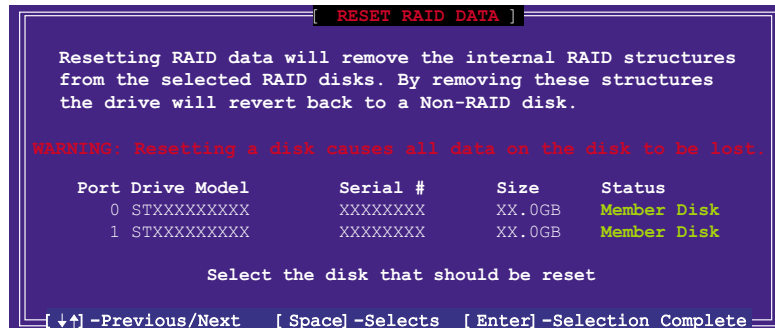 [ RESET RAID DATA ]
Resetting RAID data will remove the internal RAID structures
from the selected RAID disks. By removing these structures
the drive will revert back to a Non-RAID disk.
WARNING: Resetting a disk causes all data on the disk to be lost.
Port Drive Model Serial # Size Status
0 STXXXXXXXXX XXXXXXXX XX.0GB Member Disk
1 STXXXXXXXXX XXXXXXXX XX.0GB Member Disk
Select the disk that should be reset
[↓↑]-Previous/Next [Space]-Selects [Enter]-Selection Complete